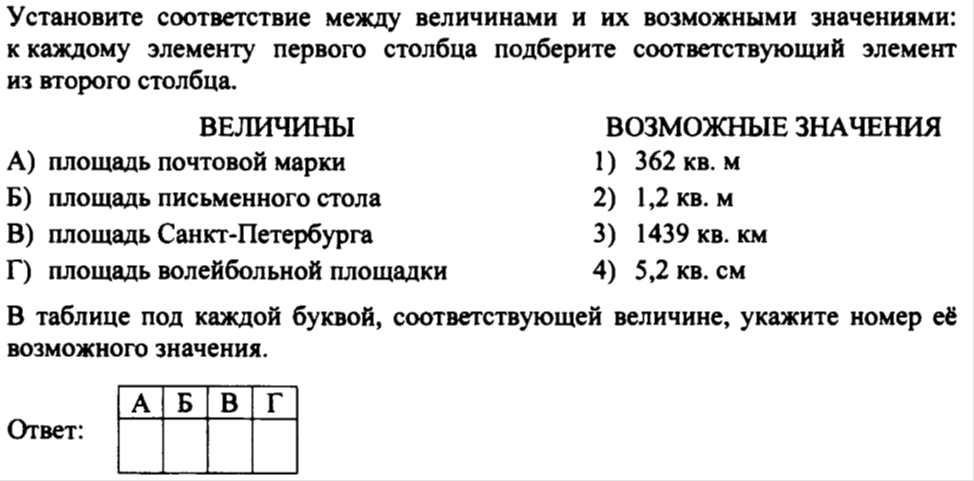 Установите соответствие между величинами и их возможными значениями:
к каждому элементу первого столбца подберите соответствующий элемент
из второго столбца.
ВЕЛИЧИНЫ ВОЗМОЖНЫЕ ЗНАЧЕНИЯ
А) площадь почтовой марки 1) 362 кв. м
Б) площадь письменного стола 2) 1,2 кв. м
В) площадь Санкт-Петербурга 3) 1439 кв. км
Г) площадь волейбольной площадки 4) 5,2 кв. см
В таблице под каждой буквой, соответствующей величине, укажите номер её
возможного значения.
А Б В Г
Ответ: